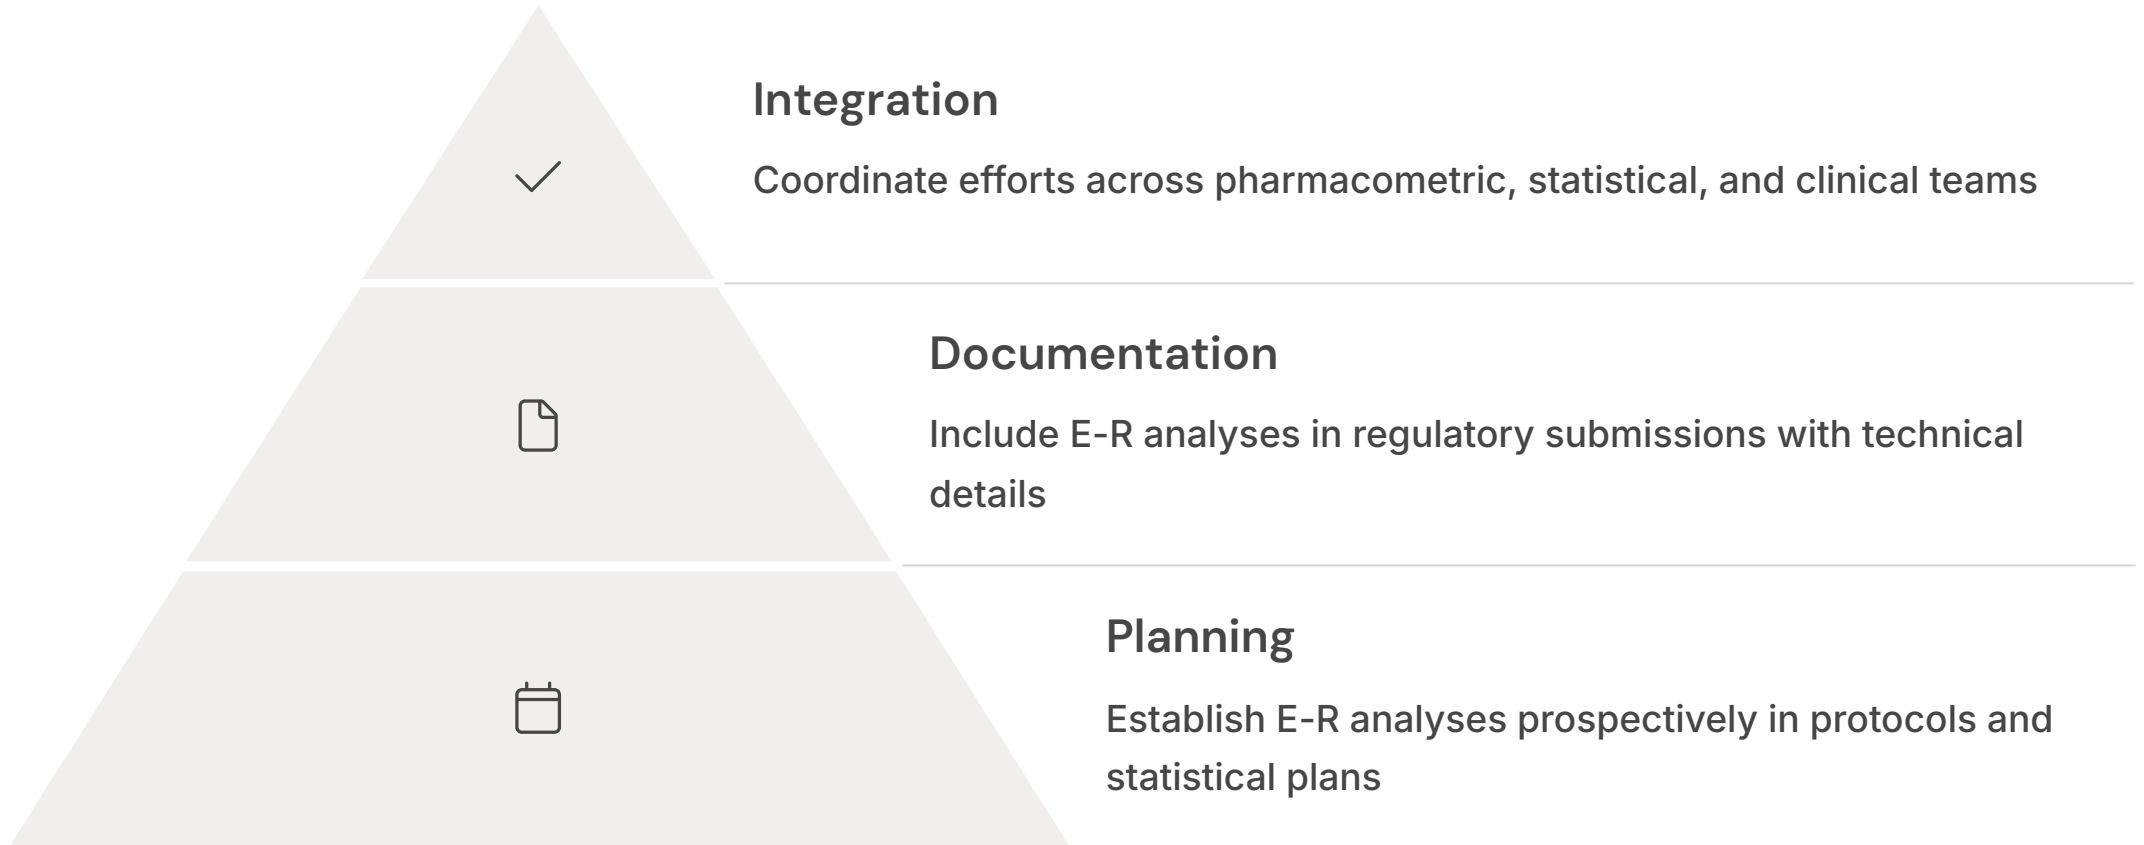 Integration
Coordinate efforts across pharmacometric, statistical, and clinical teams
Documentation
Include E-R analyses in regulatory submissions with technical
details
Planning
Establish E-R analyses prospectively in protocols and
statistical plans